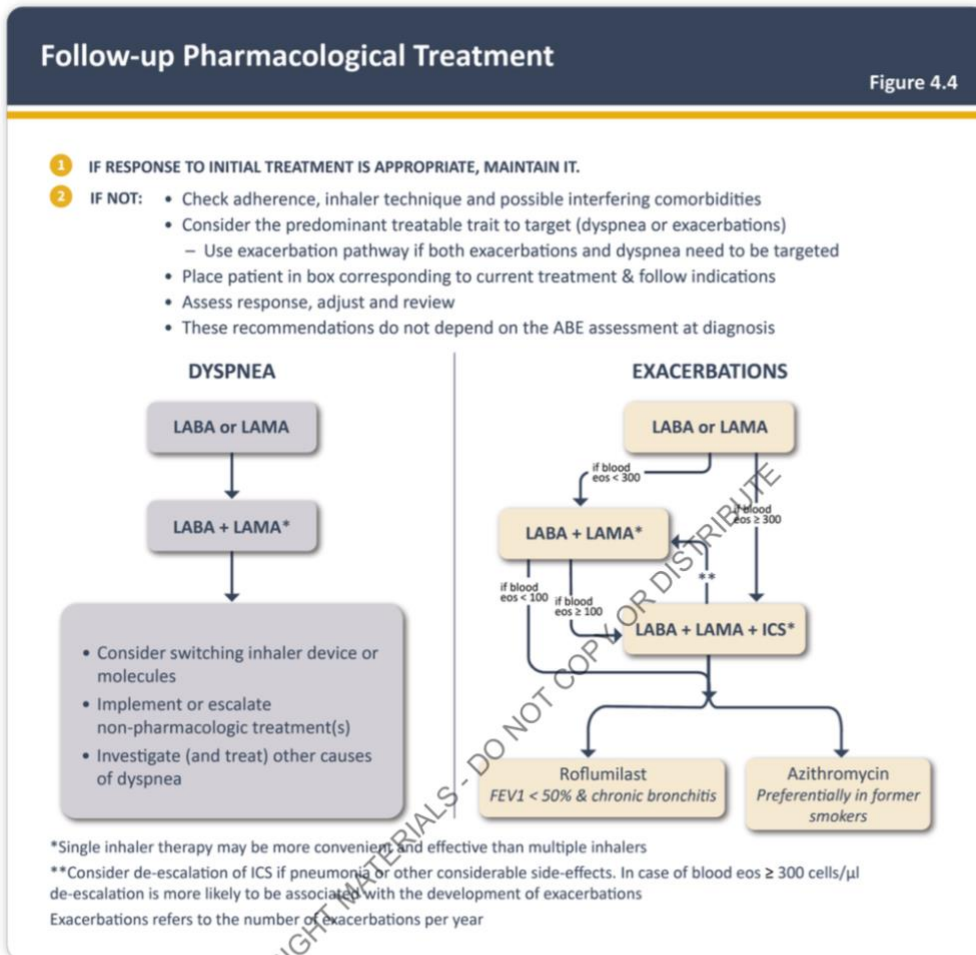 Follow-up Pharmacological Treatment
Figure 4.4
1 IF RESPONSE TO INITIAL TREATMENT IS APPROPRIATE, MAINTAIN IT.
2 IF NOT: • Check adherence, inhaler technique and possible interfering comorbidities
• Consider the predominant treatable trait to target (dyspnea or exacerbations)
– Use exacerbation pathway if both exacerbations and dyspnea need to be targeted
• Place patient in box corresponding to current treatment & follow indications
• Assess response, adjust and review
• These recommendations do not depend on the ABE assessment at diagnosis
DYSPNEA
LABA or LAMA
LABA + LAMA*
• Consider switching inhaler device or
molecules
• Implement or escalate
non-pharmacologic treatment(s)
• Investigate (and treat) other causes
of dyspnea
EXACERBATIONS
LABA or LAMA
if blood
eos < 300
if blood
eos ≥ 300
LABA + LAMA*
**
if blood
eos < 100
if blood
eos ≥ 100
LABA + LAMA + ICS*
Roflumilast
FEV1 < 50% & chronic bronchitis
Azithromycin
Preferentially in former
smokers
*Single inhaler therapy may be more convenient and effective than multiple inhalers
**Consider de-escalation of ICS if pneumonia or other considerable side-effects. In case of blood eos ≥ 300 cells/µl
de-escalation is more likely to be associated with the development of exacerbations
Exacerbations refers to the number of exacerbations per year
MATERIALS - DO NOT COPY OR DISTRIBUTE